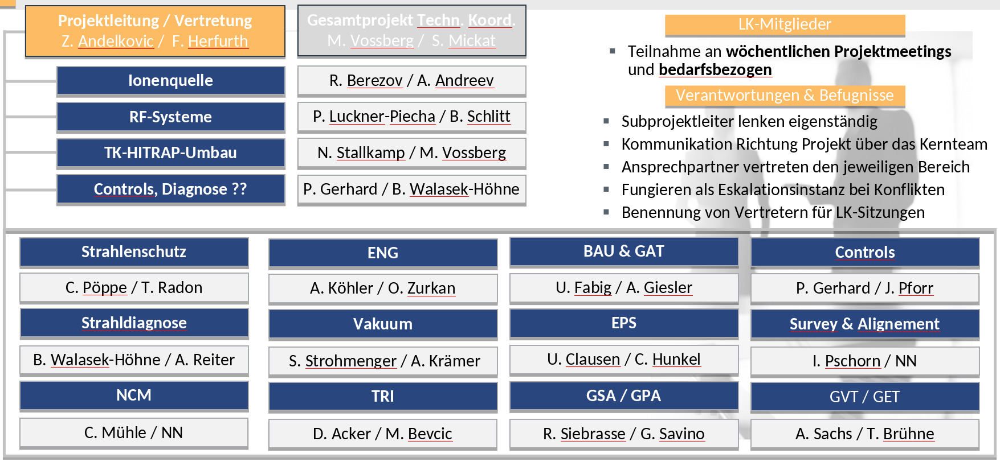 Projektleitung / Vertretung
Z. Andelkovic / F. Herfurth
Gesamtprojekt Techn. Koord.
M. Vossberg / S. Mickat
Ionenquelle
R. Berezov / A. Andreev
RF-Systeme
P. Luckner-Piecha / B. Schlitt
TK-HITRAP-Umbau
N. Stallkamp / M. Vossberg
Controls, Diagnose ??
P. Gerhard / B. Walasek-Höhne
LK-Mitglieder
▪ Teilnahme an wöchentlichen Projektmeetings
und bedarfsbezogen
Verantwortungen & Befugnisse
▪ Subprojektleiter lenken eigenständig
▪ Kommunikation Richtung Projekt über das Kernteam
▪ Ansprechpartner vertreten den jeweiligen Bereich
▪ Fungieren als Eskalationsinstanz bei Konflikten
▪ Benennung von Vertretern für LK-Sitzungen
Strahlenschutz
C. Pöppe / T. Radon
Strahldiagnose
B. Walasek-Höhne / A. Reiter
NCM
C. Mühle / NN
ENG
A. Köhler / O. Zurkan
Vakuum
S. Strohmenger / A. Krämer
TRI
D. Acker / M. Bevcic
BAU & GAT
U. Fabig / A. Giesler
EPS
U. Clausen / C. Hunkel
GSA / GPA
R. Siebrasse / G. Savino
Controls
P. Gerhard / J. Pforr
Survey & Alignement
I. Pschorn / NN
GVT / GET
A. Sachs / T. Brühne